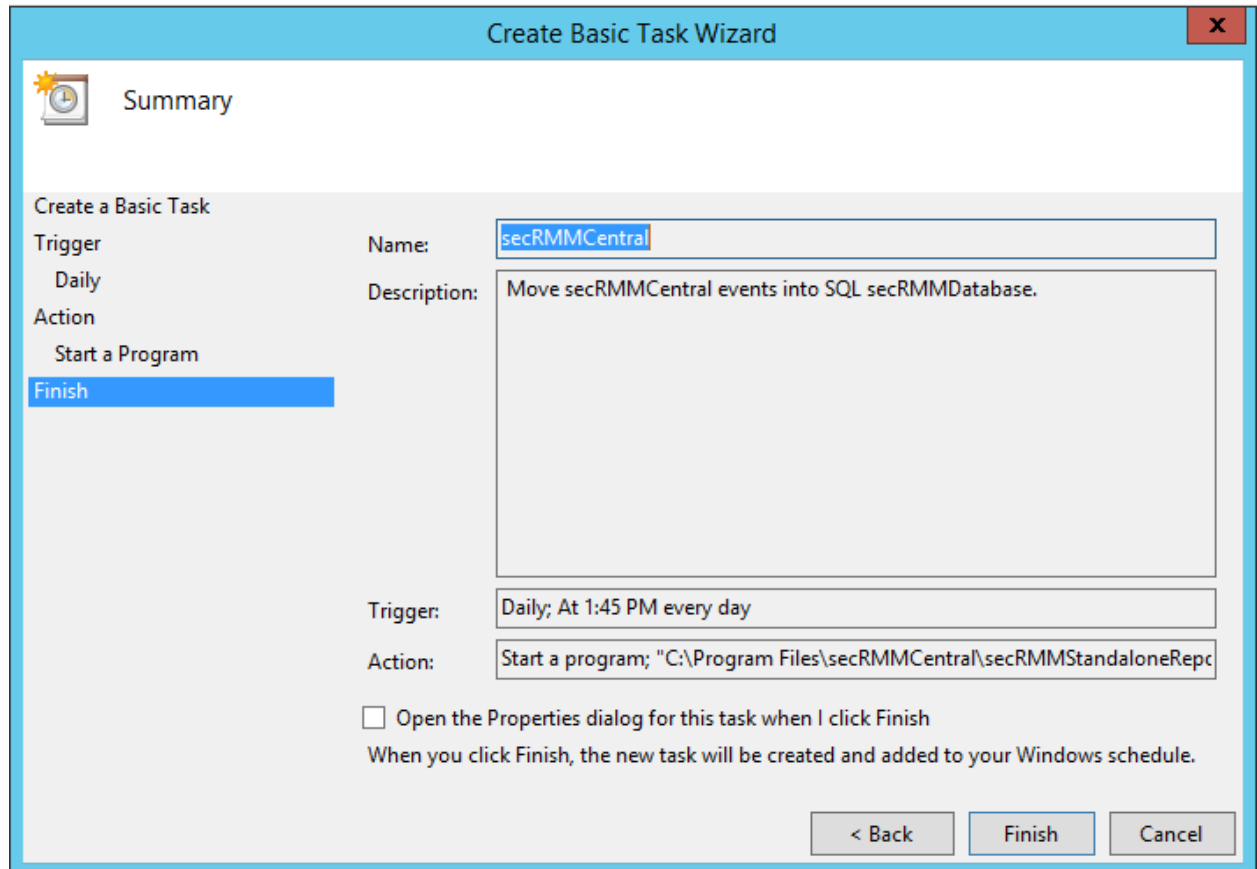 Create Basic Task Wizard
x
Summary
Create a Basic Task
Trigger
Daily
Action
Start a Program
Finish
Name:
secRMMCentral
Description:
Move secRMMCentral events into SQL secRMMDatabase.
Trigger:
Daily; At 1:45 PM every day
Action:
Start a program; "C:\Program Files\secRMMCentral\secRMMStandaloneRepo
Open the Properties dialog for this task when I click Finish
When you click Finish, the new task will be created and added to your Windows schedule.
< Back
Finish
Cancel